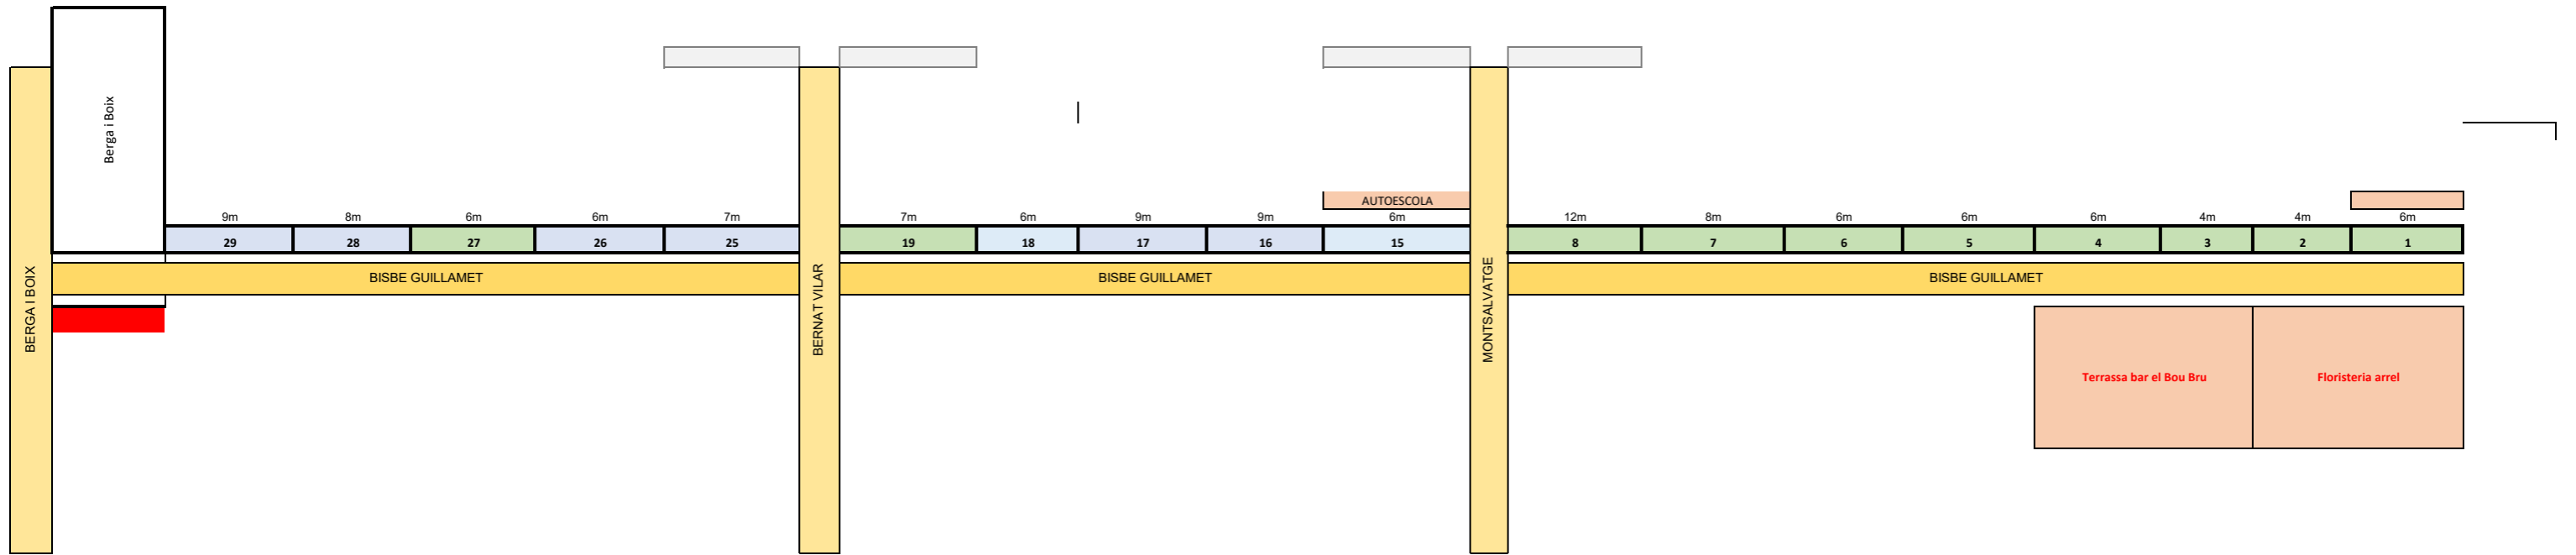 Berga i Boix
AUTOESCOLA
9m 8m 6m 6m 7m 7m 6m 9m 9m 6m 12m 8m 6m 6m 6m 4m 4m 6m
29 28 27 26 25 19 18 17 16 15 8 7 6 5 4 3 2 1
BISBE GUILLAMET BISBE GUILLAMET BISBE GUILLAMET
BERGA I BOIX
BERNAT VILAR
MONTSALVATGE
Terrassa bar el Bou Bru
Floristeria arrel